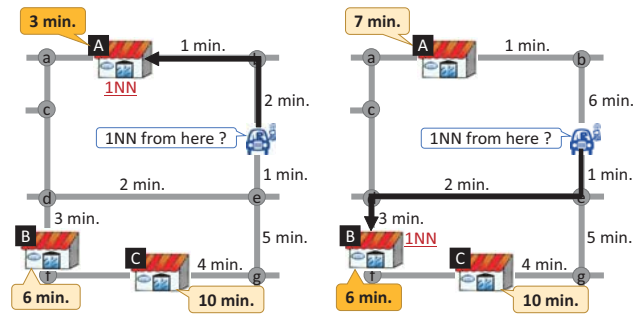 3 min.
A
1 min.
a
1NN
2 min.
c
1NN from here ?
1 min.
2 min.
d
e
3 min.
B
5 min.
C
4 min.
f
g
6 min.
10 min.
7 min.
A
1 min.
a
b
6 min.
c
1NN from here ?
1 min.
2 min.
e
3 min.
B
1NN
5 min.
C
4 min.
f
g
6 min.
10 min.